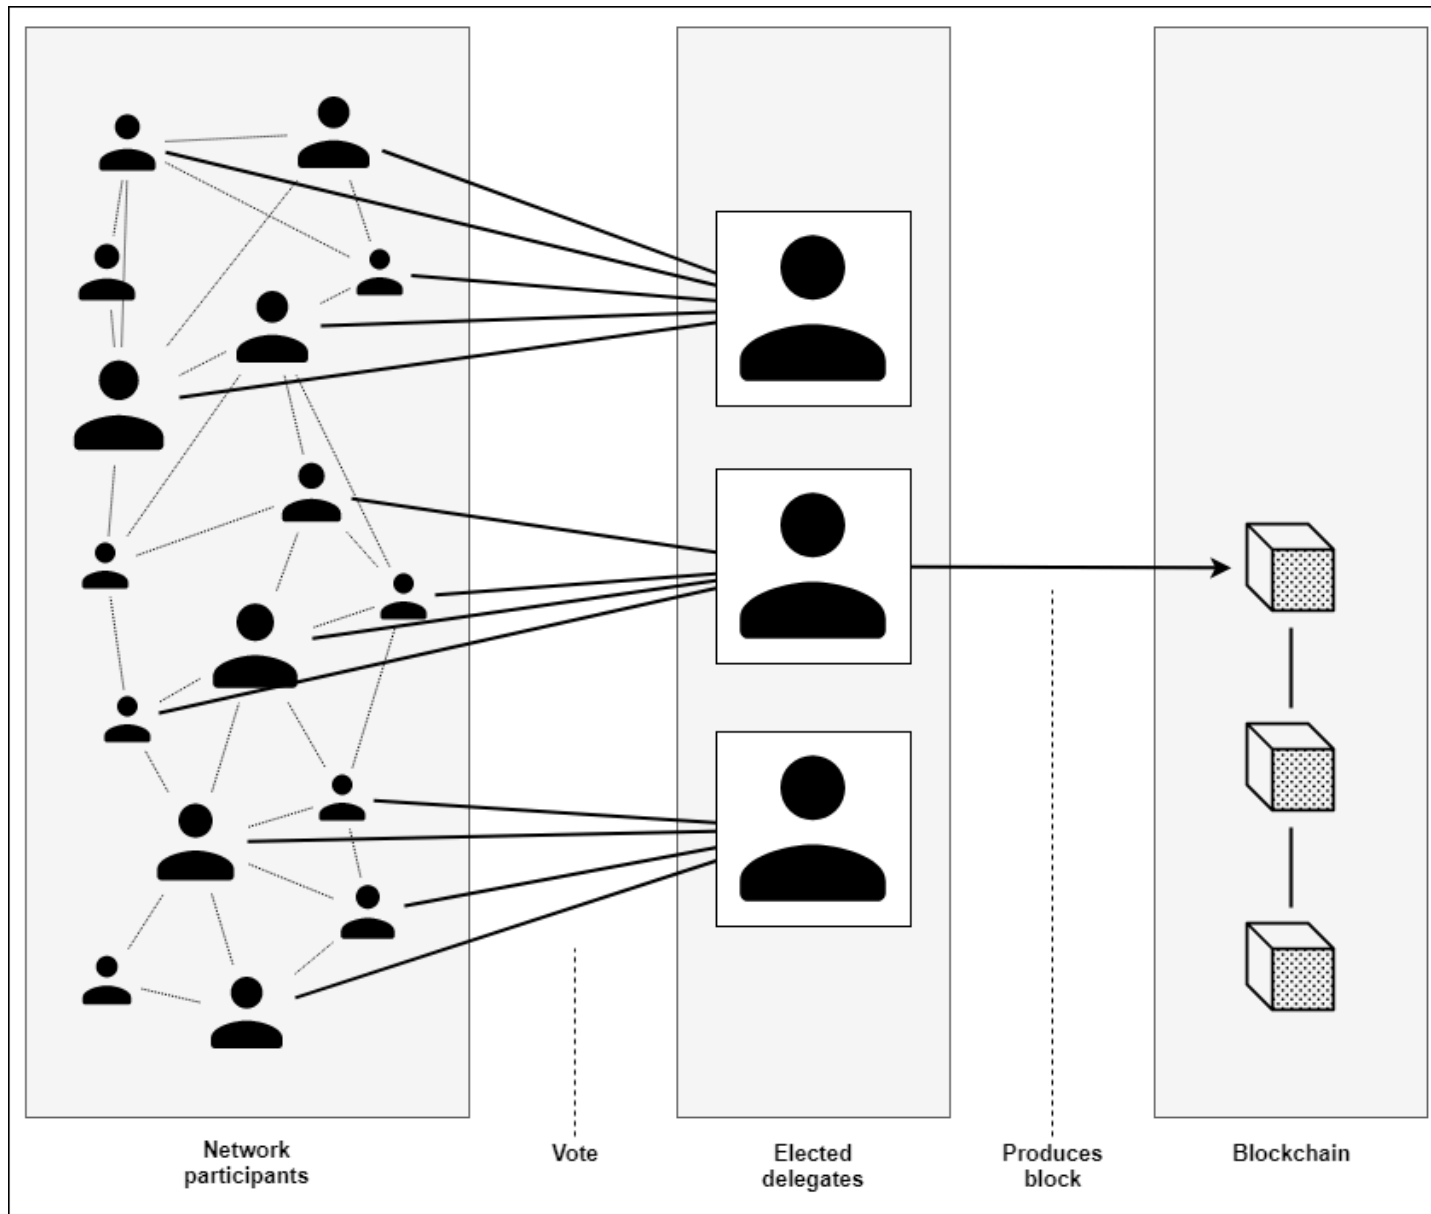 Network
participants
Vote
Elected
delegates
Produces
block
Blockchain